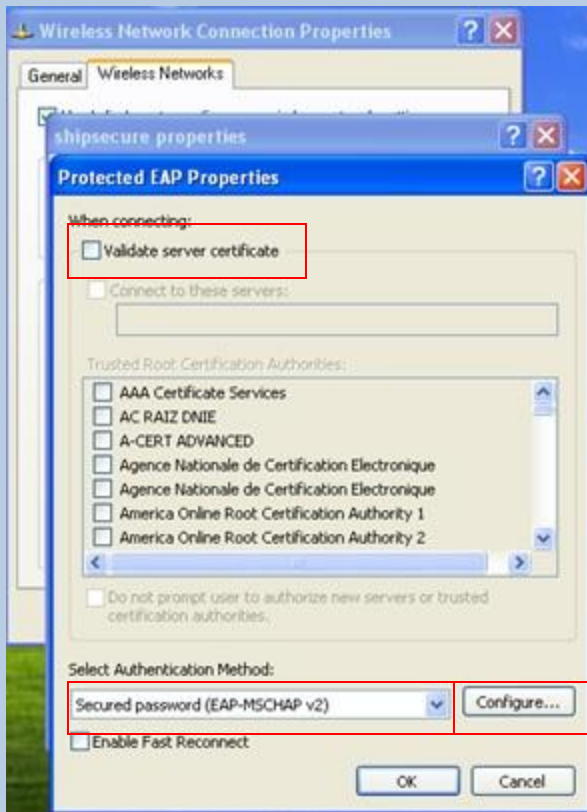 Wireless Network Connection Properties
General
Wireless Networks
shipsecure properties
Protected EAP Properties
When connecting:
Validate server certificate
Connect to these servers:
Trusted Root Certification Authorities:
AAA Certificate Services
AC RAIZ DNIE
A-CERT ADVANCED
Agence Nationale de Certification Electronique
Agence Nationale de Certification Electronique
America Online Root Certification Authority 1
America Online Root Certification Authority 2
Do not prompt user to authorize new servers or trusted
certification authorities.
Select Authentication Method:
Secured password (EAP-MSCHAP v2)
Configure...
Enable Fast Reconnect
OK
Cancel